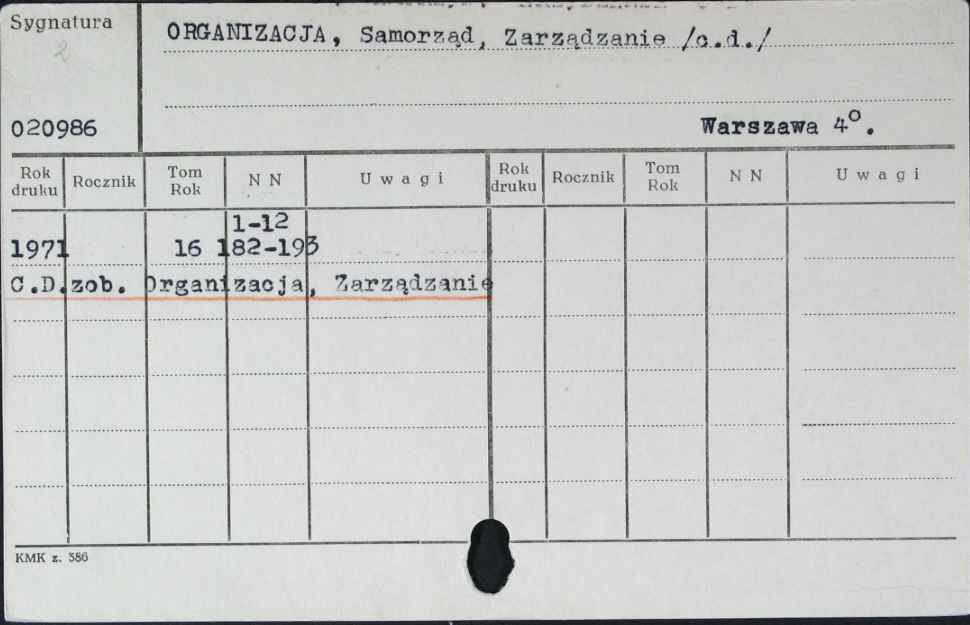 Sygnatura
2
ORGANIZACJA, Samorząd, Zarządzanie /c.d./
020986
Warszawa 4°.
Rok druku Rocznik Tom Rok N N U w a g i Rok druku Rocznik Tom Rok N N U w a g i
1-12
1971 16 182-193
C.D.zob. Organizacja, Zarządzanie
KMK z. 386